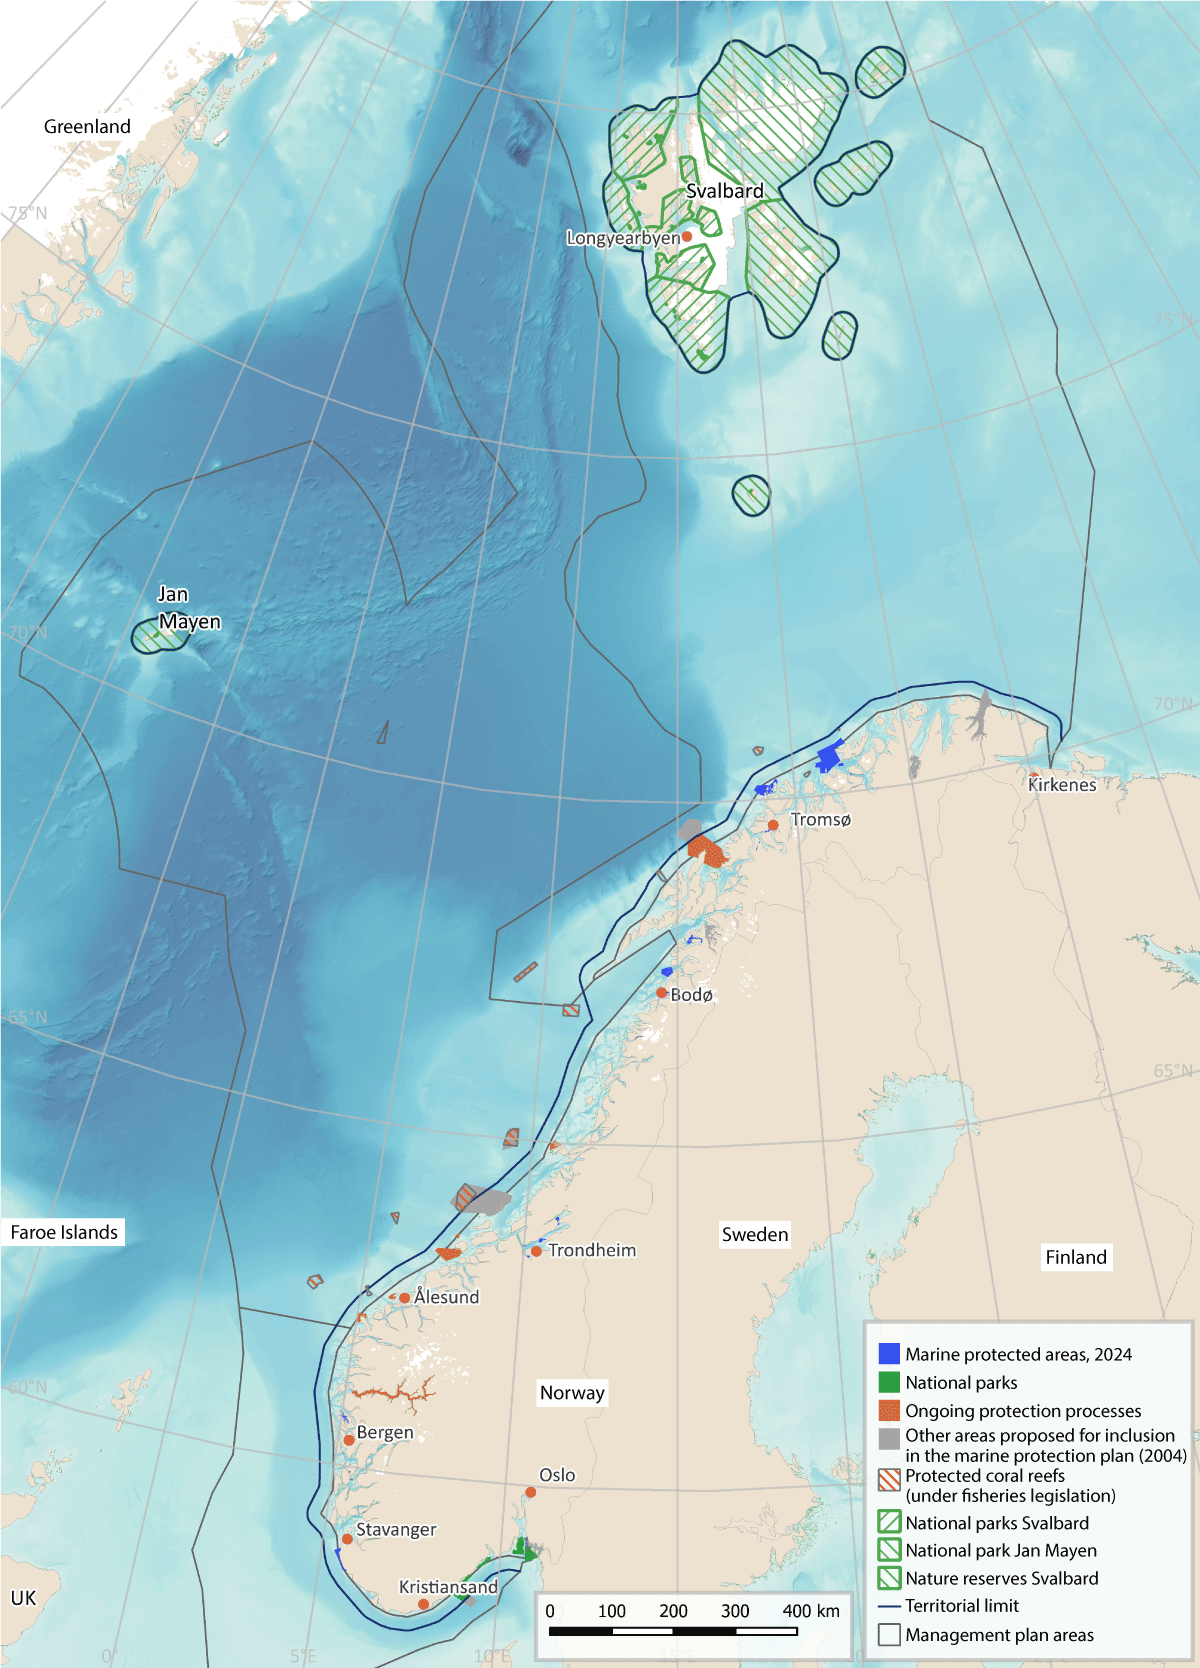 Greenland
75°N
Svalbard
Longyearbyen
75°N
Jan
Mayen
70°N
70°N
Kirkenes
Tromsø
Bodø
65°N
65°N
Faroe Islands
Trondheim
Sweden
Finland
Ålesund
60°N
Norway
Bergen
Oslo
Stavanger
Kristiansand
UK
0°
5°E
10°E
15°E
Marine protected areas, 2024
National parks
Ongoing protection processes
Other areas proposed for inclusion
in the marine protection plan (2004)
Protected coral reefs
(under fisheries legislation)
National parks Svalbard
National park Jan Mayen
Nature reserves Svalbard
Territorial limit
Management plan areas
0 100 200 300 400 km